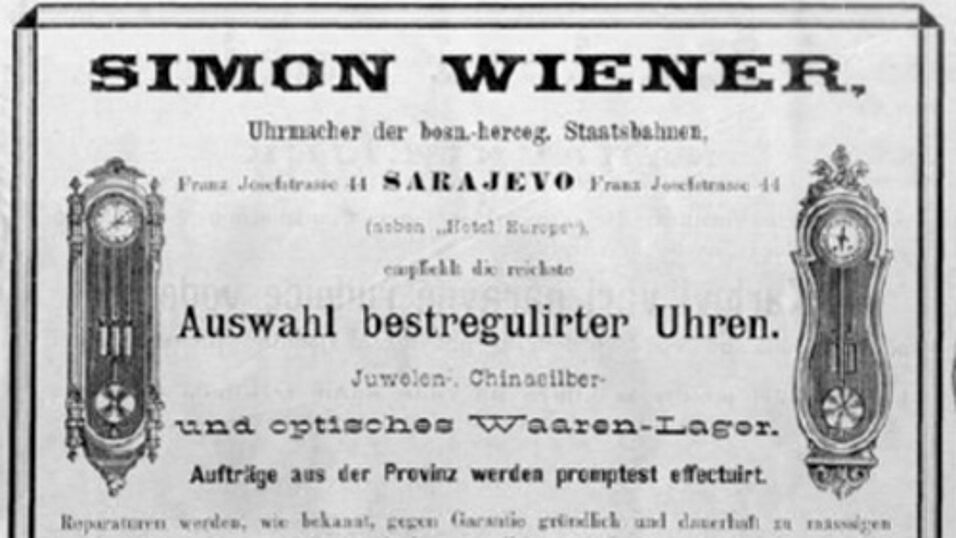 SIMON WIENER,
Uhrmacher der bosn.-herceg. Staatsbahnen,
Franz Josefstrasse 44 SARAJEVO Franz Josefstrasse 44
(neben „Hotel Europe“),
empfiehlt die reichste
Auswahl bestregulirter Uhren.
Juwelen-, Chinasilber-
und optisches Waaren-Lager.
Aufträge aus der Provinz werden promptest effectuirt.
Reparaturen werden, wie bekannt, gegen Garantie gründlich und dauerhaft zu mässigen